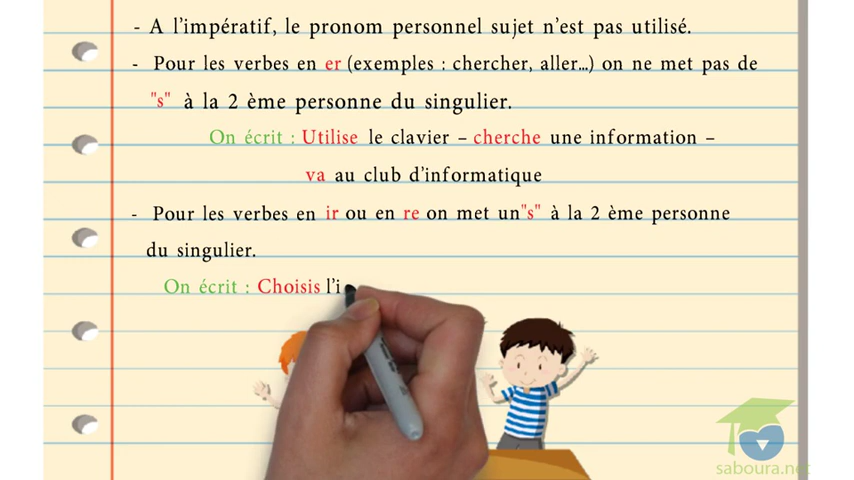 - A l’impératif, le pronom personnel sujet n’est pas utilisé.
- Pour les verbes en er (exemples : chercher, aller...) on ne met pas de
"s" à la 2 ème personne du singulier.
On écrit : Utilise le clavier – cherche une information –
va au club d’informatique
- Pour les verbes en ir ou en re on met un "s" à la 2 ème personne
du singulier.
On écrit : Choisis l’i
saboura.net